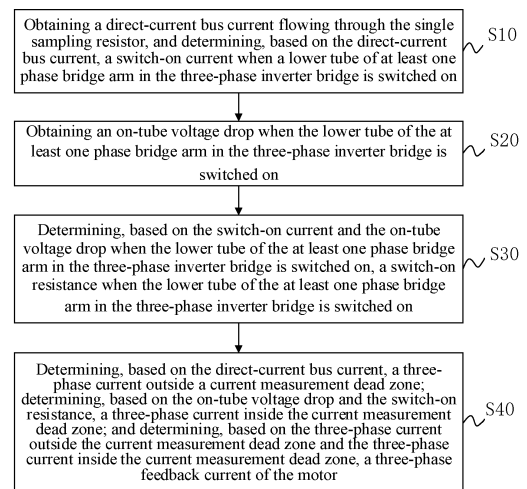 Obtaining a direct-current bus current flowing through the single
sampling resistor, and determining, based on the direct-current
bus current, a switch-on current when a lower tube of at least one
phase bridge arm in the three-phase inverter bridge is switched on
S10
Obtaining an on-tube voltage drop when the lower tube of the at
least one phase bridge arm in the three-phase inverter bridge is
switched on
S20
Determining, based on the switch-on current and the on-tube
voltage drop when the lower tube of the at least one phase bridge
arm in the three-phase inverter bridge is switched on, a switch-on
resistance when the lower tube of the at least one phase bridge
arm in the three-phase inverter bridge is switched on
S30
Determining, based on the direct-current bus current, a three-
phase current outside a current measurement dead zone;
determining, based on the on-tube voltage drop and the switch-on
resistance, a three-phase current inside the current measurement
dead zone; and determining, based on the three-phase current
outside the current measurement dead zone and the three-phase
current inside the current measurement dead zone, a three-phase
feedback current of the motor
S40